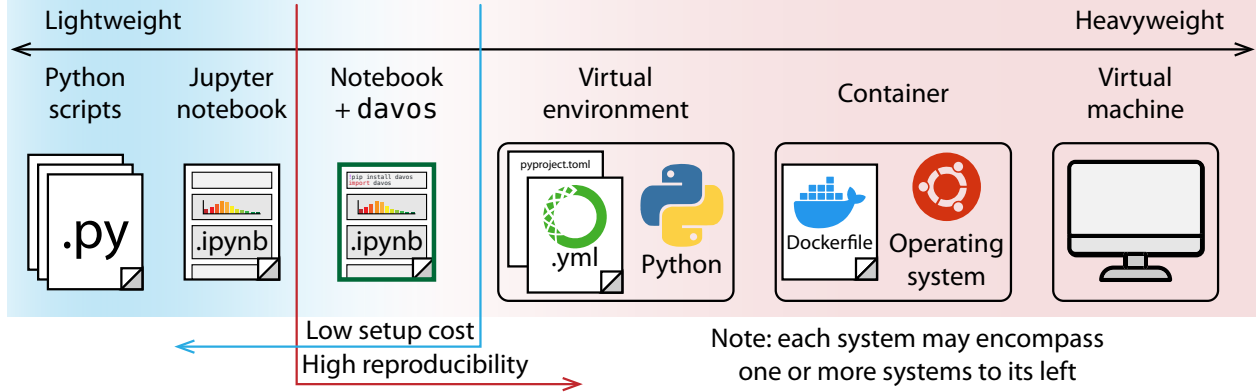 Lightweight
Heavyweight
Python
scripts
Jupyter
notebook
Notebook
+ davos
Virtual
environment
Container
Virtual
machine
.py
.ipynb
!pip install davos
import davos
.ipynb
pyproject.toml
.yml
Python
Dockerfile
Operating
system
Low setup cost
High reproducibility
Note: each system may encompass
one or more systems to its left